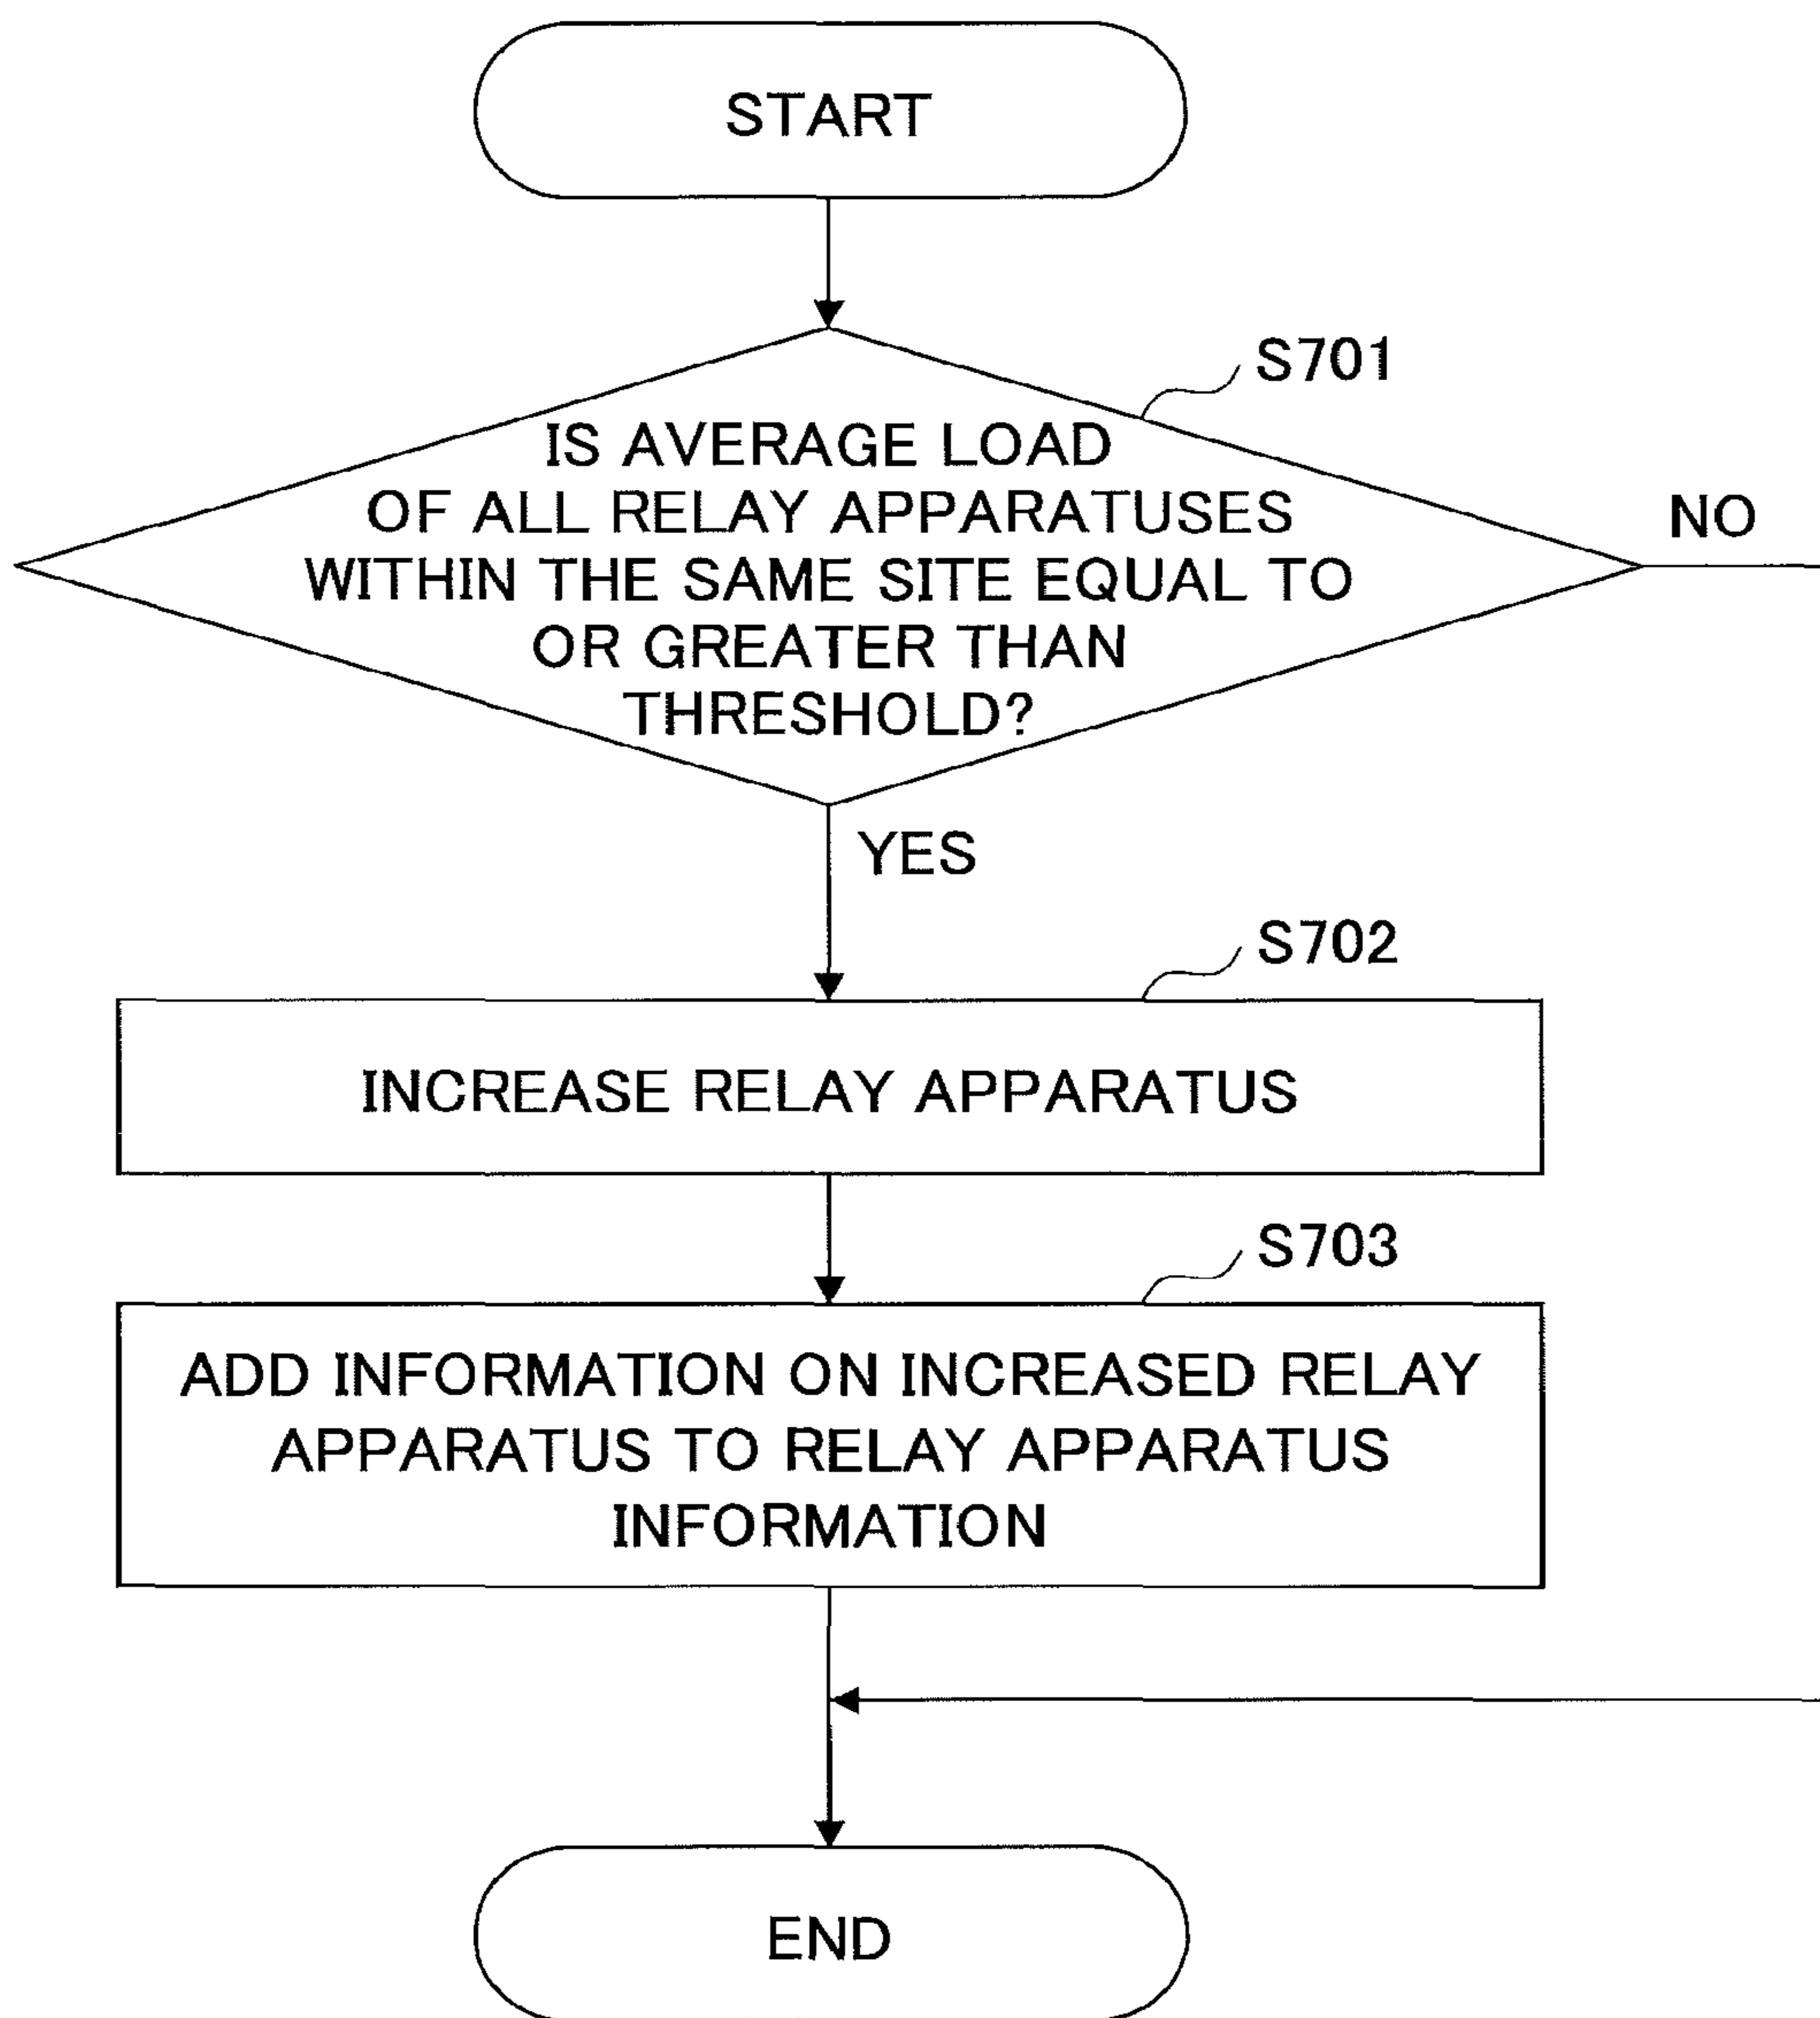 START
S701
IS AVERAGE LOAD
OF ALL RELAY APPARATUSES
WITHIN THE SAME SITE EQUAL TO
OR GREATER THAN
THRESHOLD?
NO
YES
S702
INCREASE RELAY APPARATUS
S703
ADD INFORMATION ON INCREASED RELAY
APPARATUS TO RELAY APPARATUS
INFORMATION
END